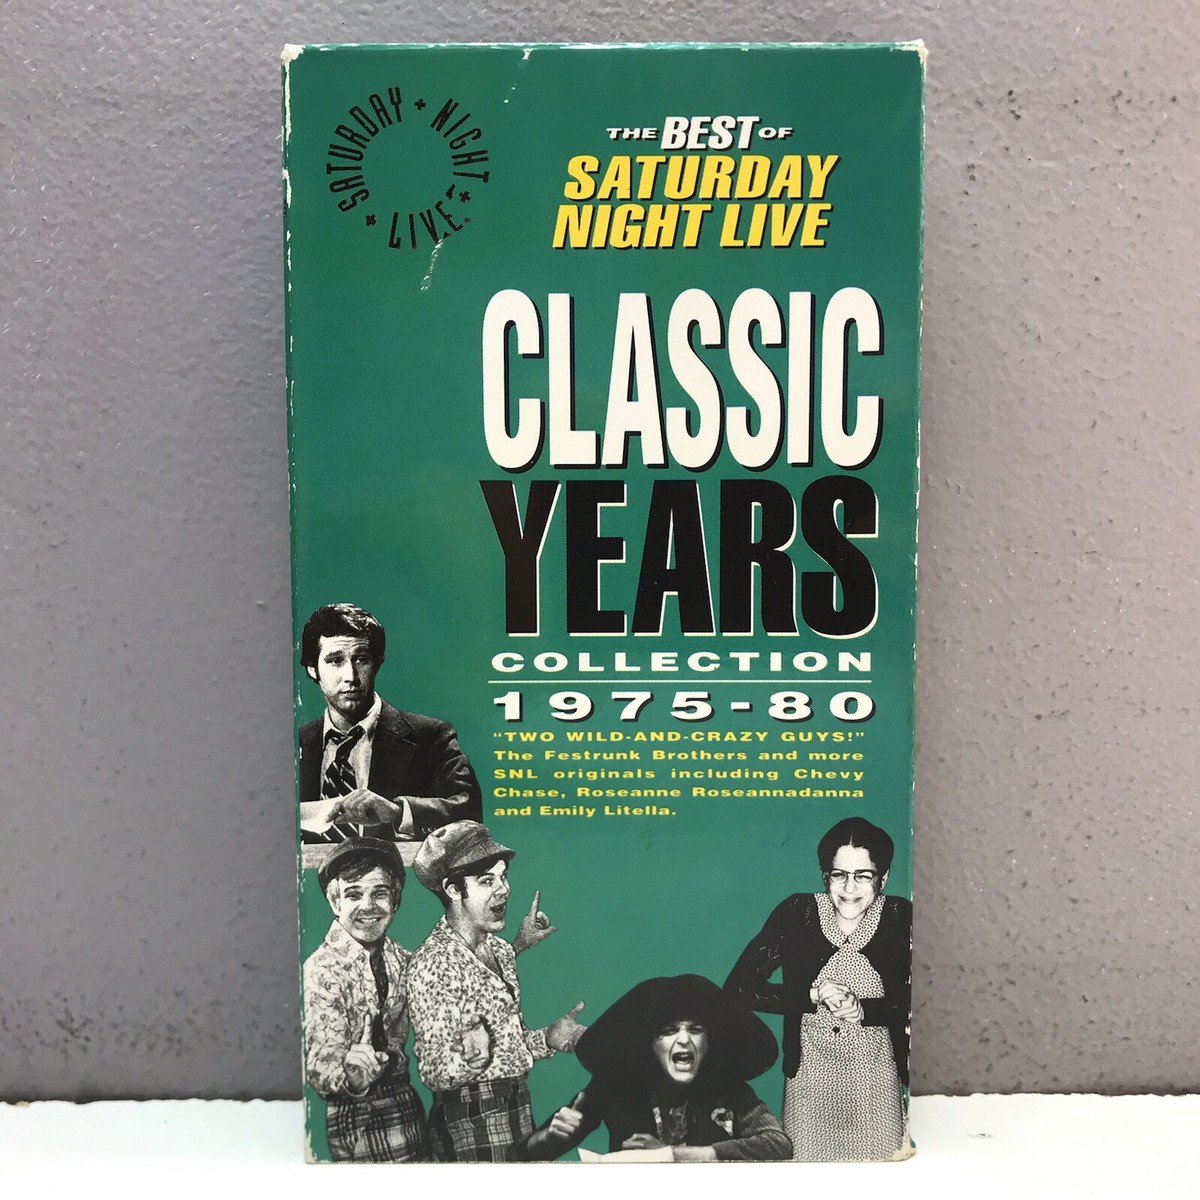 SATURDAY + NIGHT + LIVE +
THE BEST OF
SATURDAY
NIGHT LIVE
CLASSIC
YEARS
COLLECTION
1975-80
“TWO WILD-AND-CRAZY GUYS!”
The Festrunk Brothers and more
SNL originals including Chevy
Chase, Roseanne Roseannadanna
and Emily Litella.